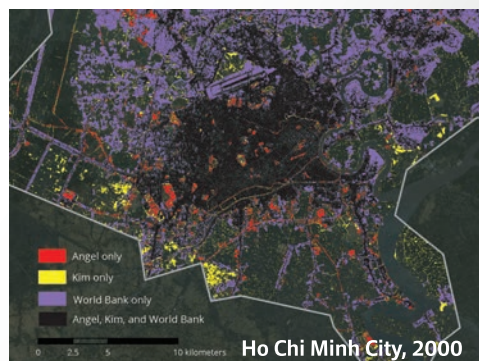 Angel only
Kim only
World Bank only
Angel, Kim, and World Bank
0 2.5 5 10 kilometers
Ho Chi Minh City, 2000